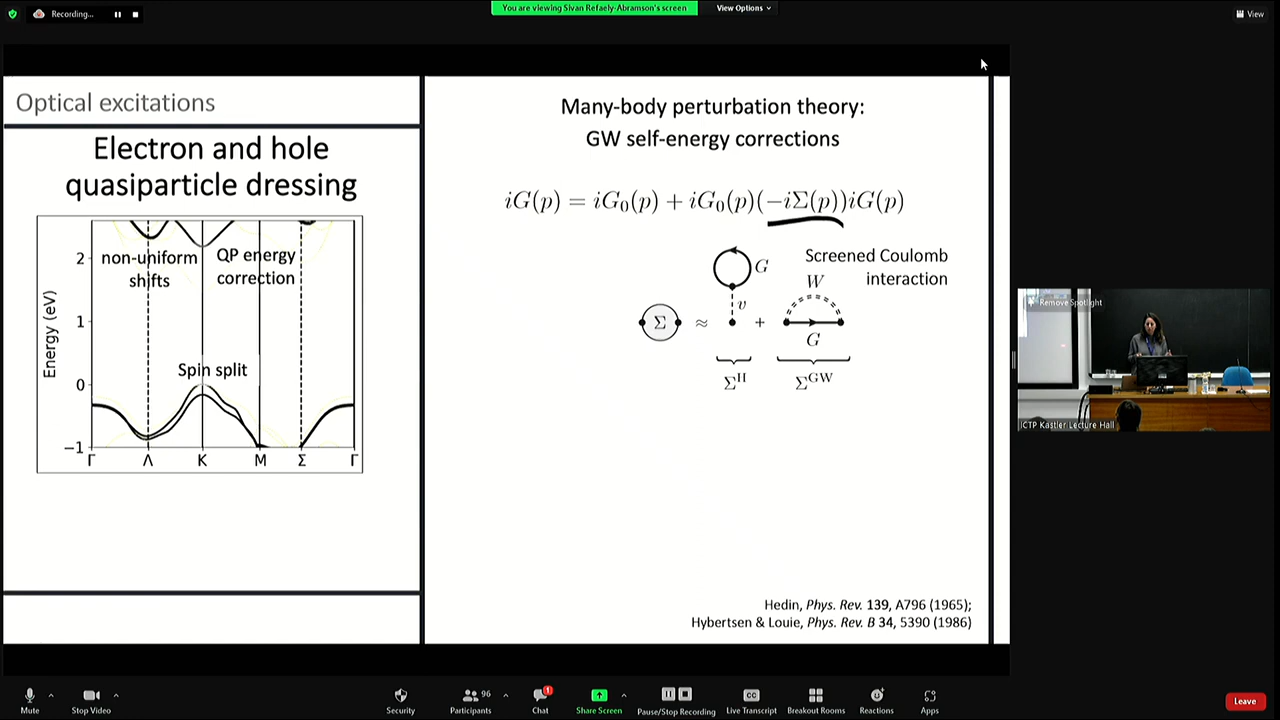 Recording...
You are viewing Sivan Refaely-Abramson's screen
View Options
View
Optical excitations
Electron and hole
quasiparticle dressing
non-uniform
shifts
QP energy
correction
Spin split
Energy (eV)
2
1
0
−1
Γ Λ K M Σ Γ
Many-body perturbation theory:
GW self-energy corrections
iG(p) = iG₀(p) + iG₀(p)(−iΣ(p))iG(p)
Screened Coulomb
interaction
G
W
v
Σ ≈ +
G
Σᴴ
Σᴳᵂ
Hedin, Phys. Rev. 139, A796 (1965);
Hybertsen & Louie, Phys. Rev. B 34, 5390 (1986)
Remove Spotlight
ICTP Kastler Lecture Hall
Mute
Stop Video
Security
96
Participants
1
Chat
Share Screen
Pause/Stop Recording
CC
Live Transcript
Breakout Rooms
Reactions
Apps
Leave